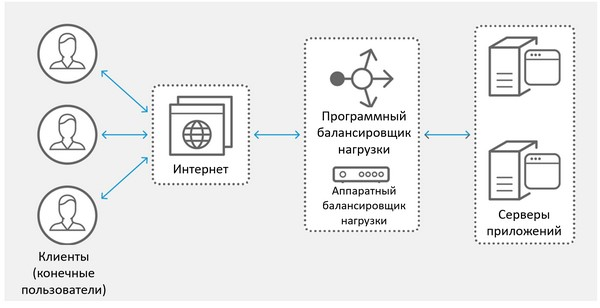 Клиенты
(конечные
пользователи)
Интернет
Программный
балансировщик
нагрузки
Аппаратный
балансировщик
нагрузки
Серверы
приложений